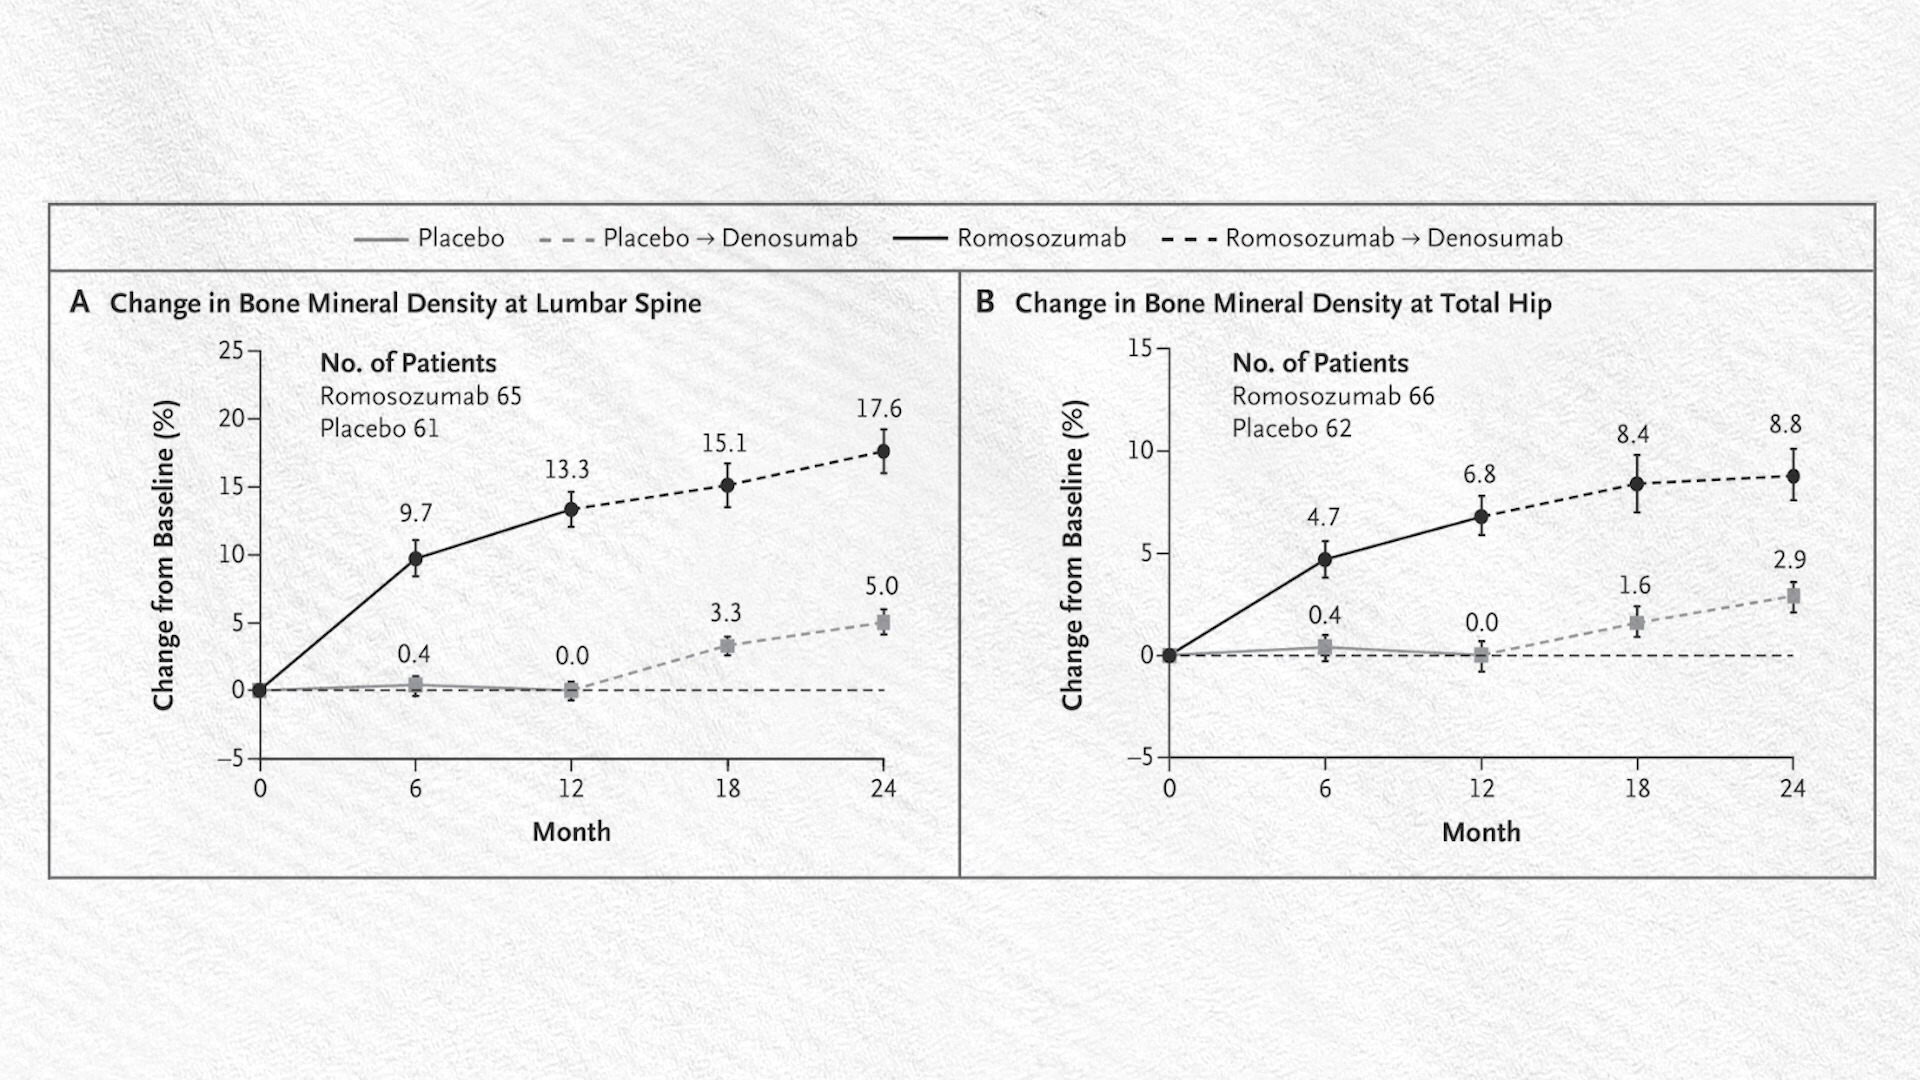 Placebo Placebo → Denosumab Romosozumab Romosozumab → Denosumab
A Change in Bone Mineral Density at Lumbar Spine
No. of Patients
Romosozumab 65
Placebo 61
Change from Baseline (%)
25
20
15
10
5
0
–5
9.7
13.3
15.1
17.6
0.4
0.0
3.3
5.0
0 6 12 18 24
Month
B Change in Bone Mineral Density at Total Hip
No. of Patients
Romosozumab 66
Placebo 62
Change from Baseline (%)
15
10
5
0
–5
4.7
6.8
8.4
8.8
0.4
0.0
1.6
2.9
0 6 12 18 24
Month